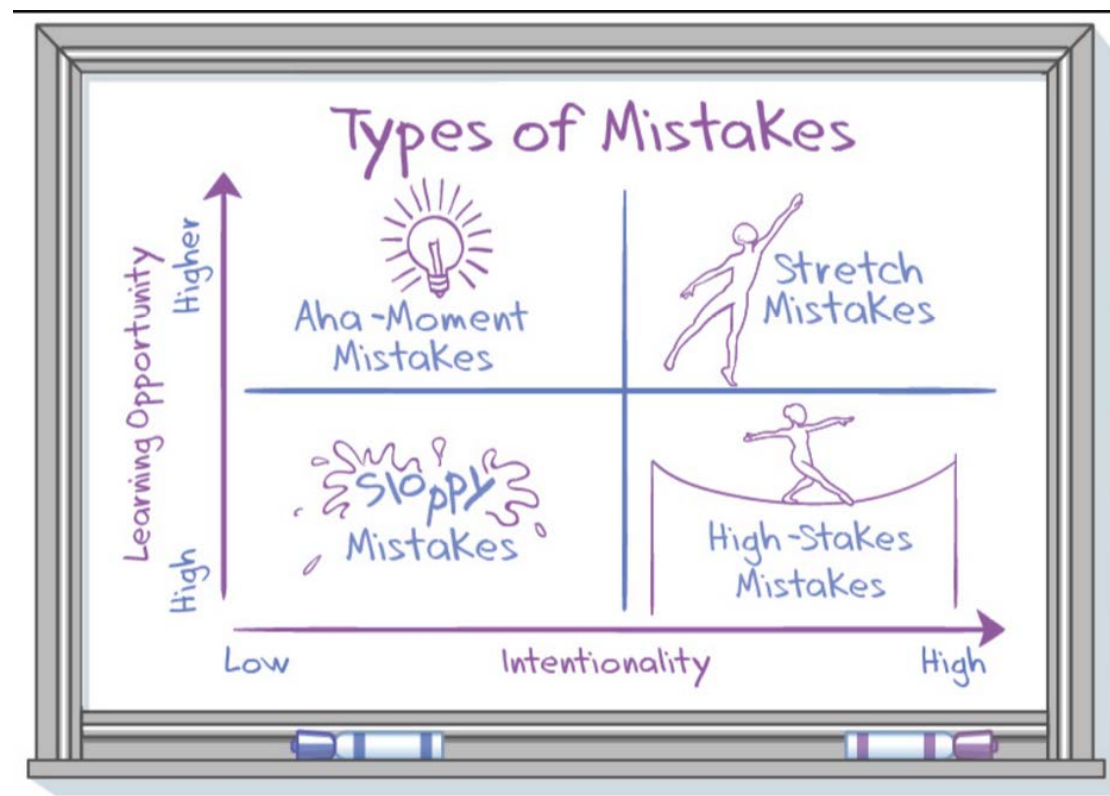 Types of Mistakes
Learning Opportunity
Higher
High
Aha-Moment
Mistakes
Stretch
Mistakes
Sloppy
Mistakes
High-Stakes
Mistakes
Low
Intentionality
High